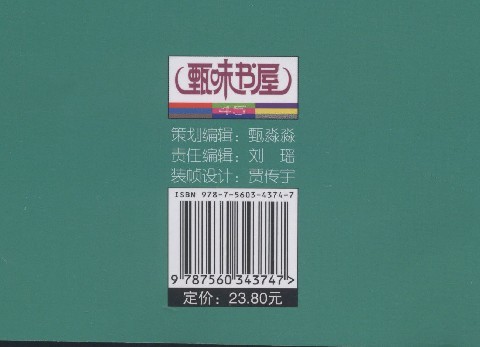 甄味书屋
45
策划编辑：甄淼淼
责任编辑：刘　瑶
装帧设计：贾传宇
ISBN 978-7-5603-4374-7
9 787560 343747 >
定价：23.80元